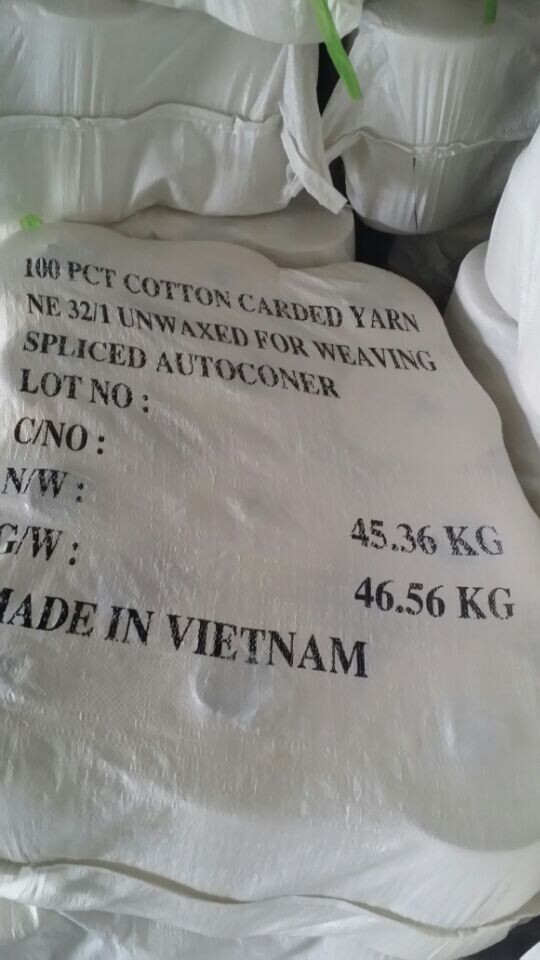 100 PCT COTTON CARDED YARN
NE 32/1 UNWAXED FOR WEAVING
SPLICED AUTOCONER
LOT NO :
C/NO :
N/W : 45.36 KG
G/W : 46.56 KG
MADE IN VIETNAM